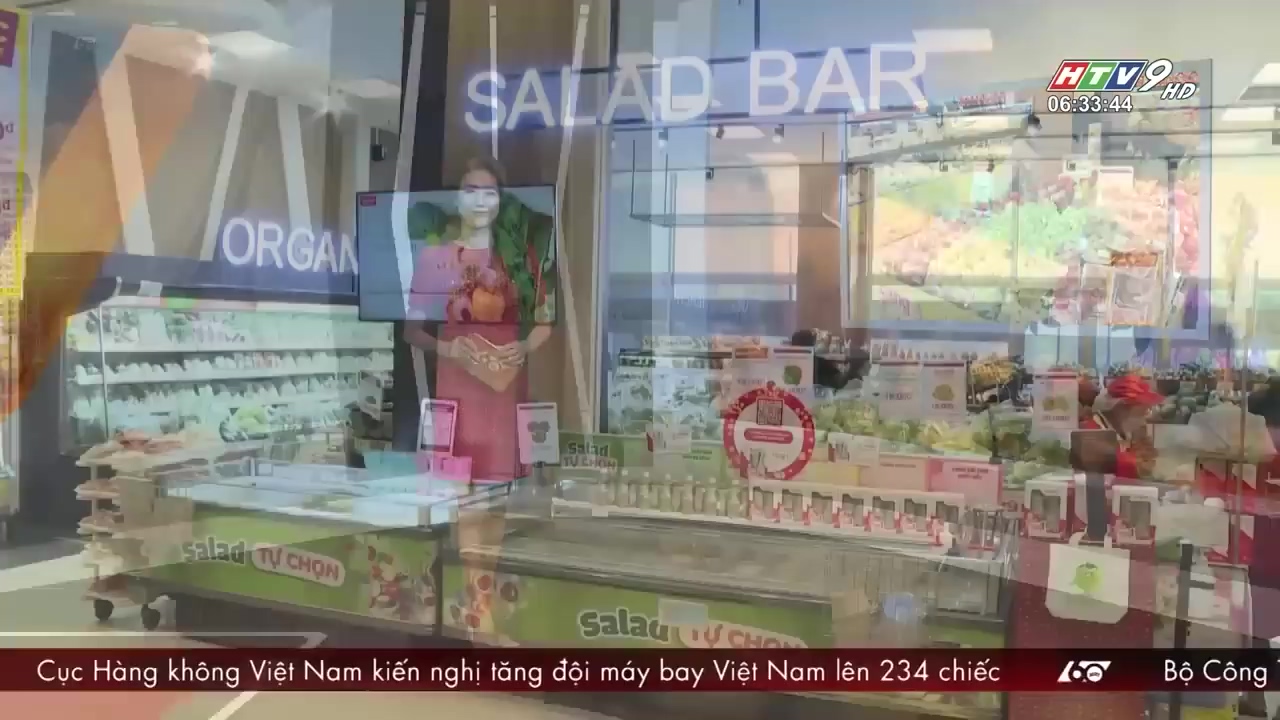 SALAD BAR
HTV9 HD
06:33:44
ORGAN
Salad
TỰ CHỌN
Salad TỰ CHỌN
Salad TỰ CHỌN
Cục Hàng không Việt Nam kiến nghị tăng đội máy bay Việt Nam lên 234 chiếc
60
Bộ Công